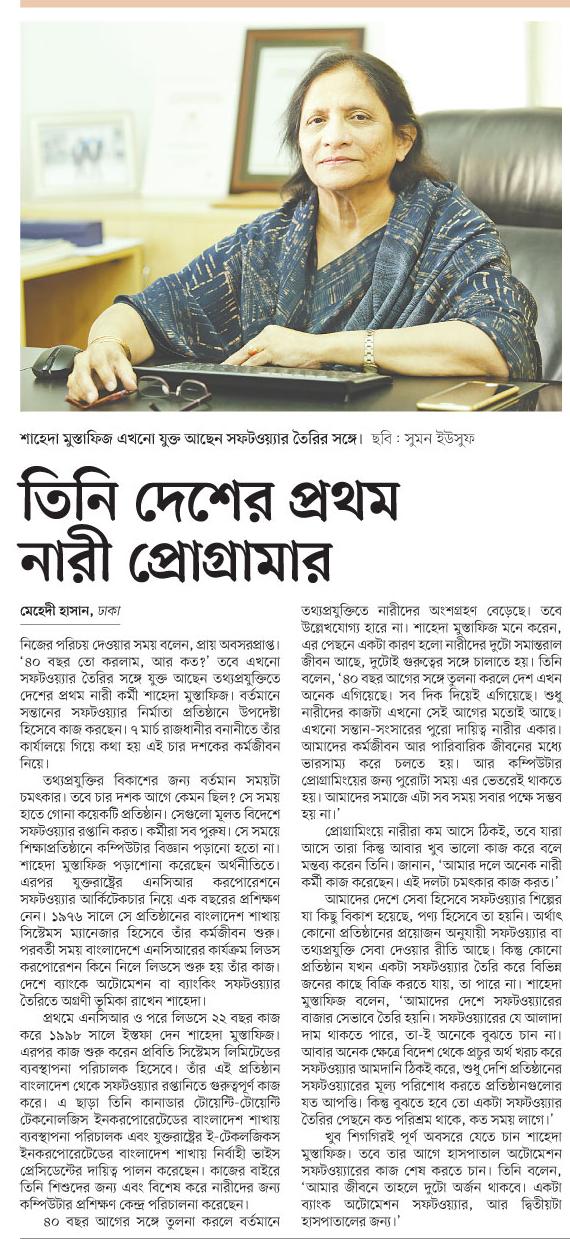 শাহেদা মুস্তাফিজ এখনো যুক্ত আছেন সফটওয়্যার তৈরির সঙ্গে। ছবি : সুমন ইউসুফ
তিনি দেশের প্রথম
নারী প্রোগ্রামার
মেহেদী হাসান, ঢাকা
নিজের পরিচয় দেওয়ার সময় বলেন, প্রায় অবসরপ্রাপ্ত।
‘৪০ বছর তো করলাম, আর কত?’ তবে এখনো
সফটওয়্যার তৈরির সঙ্গে যুক্ত আছেন তথ্যপ্রযুক্তিতে
দেশের প্রথম নারী কর্মী শাহেদা মুস্তাফিজ। বর্তমানে
সন্তানের সফটওয়্যার নির্মাতা প্রতিষ্ঠানে উপদেষ্টা
হিসেবে কাজ করছেন। ৭ মার্চ রাজধানীর বনানীতে তাঁর
কার্যালয়ে গিয়ে কথা হয় এই চার দশকের কর্মজীবন
নিয়ে।
তথ্যপ্রযুক্তির বিকাশের জন্য বর্তমান সময়টা
চমৎকার। তবে চার দশক আগে কেমন ছিল? সে সময়
হাতে গোনা কয়েকটি প্রতিষ্ঠান। সেগুলো মূলত বিদেশে
সফটওয়্যার রপ্তানি করত। কর্মীরা সব পুরুষ। সে সময়ে
শিক্ষাপ্রতিষ্ঠানে কম্পিউটার বিজ্ঞান পড়ানো হতো না।
শাহেদা মুস্তাফিজ পড়াশোনা করেছেন অর্থনীতিতে।
এরপর যুক্তরাষ্ট্রের এনসিআর করপোরেশনে
সফটওয়্যার আর্কিটেকচার নিয়ে এক বছরের প্রশিক্ষণ
নেন। ১৯৭৬ সালে সে প্রতিষ্ঠানের বাংলাদেশ শাখায়
সিস্টেমস ম্যানেজার হিসেবে তাঁর কর্মজীবন শুরু।
পরবর্তী সময় বাংলাদেশে এনসিআরের কার্যক্রম লিডস
করপোরেশন কিনে নিলে লিডসে শুরু হয় তাঁর কাজ।
দেশে ব্যাংকে অটোমেশন বা ব্যাংকিং সফটওয়্যার
তৈরিতে অগ্রণী ভূমিকা রাখেন শাহেদা।
প্রথমে এনসিআর ও পরে লিডসে ২২ বছর কাজ
করে ১৯৯৮ সালে ইস্তফা দেন শাহেদা মুস্তাফিজ।
এরপর কাজ শুরু করেন প্রবিতি সিস্টেমস লিমিটেডের
ব্যবস্থাপনা পরিচালক হিসেবে। তাঁর এই প্রতিষ্ঠান
বাংলাদেশ থেকে সফটওয়্যার রপ্তানিতে গুরুত্বপূর্ণ কাজ
করে। এ ছাড়া তিনি কানাডার টোয়েন্টি-টোয়েন্টি
টেকনোলজিস ইনকরপোরেটেডের বাংলাদেশ শাখায়
ব্যবস্থাপনা পরিচালক এবং যুক্তরাষ্ট্রের ই-টেকলজিকস
ইনকরপোরেটেডের বাংলাদেশ শাখায় নির্বাহী ভাইস
প্রেসিডেন্টের দায়িত্ব পালন করেছেন। কাজের বাইরে
তিনি শিশুদের জন্য এবং বিশেষ করে নারীদের জন্য
কম্পিউটার প্রশিক্ষণ কেন্দ্র পরিচালনা করেছেন।
৪০ বছর আগের সঙ্গে তুলনা করলে বর্তমানে
তথ্যপ্রযুক্তিতে নারীদের অংশগ্রহণ বেড়েছে। তবে
উল্লেখযোগ্য হারে না। শাহেদা মুস্তাফিজ মনে করেন,
এর পেছনে একটা কারণ হলো নারীদের দুটো সমান্তরাল
জীবন আছে, দুটোই গুরুত্বের সঙ্গে চালাতে হয়। তিনি
বলেন, ‘৪০ বছর আগের সঙ্গে তুলনা করলে দেশ এখন
অনেক এগিয়েছে। সব দিক দিয়েই এগিয়েছে। শুধু
নারীদের কাজটা এখনো সেই আগের মতোই আছে।
এখনো সন্তান-সংসারের পুরো দায়িত্ব নারীর একার।
আমাদের কর্মজীবন আর পারিবারিক জীবনের মধ্যে
ভারসাম্য করে চলতে হয়। আর কম্পিউটার
প্রোগ্রামিংয়ের জন্য পুরোটা সময় এর ভেতরেই থাকতে
হয়। আমাদের সমাজে এটা সব সময় সবার পক্ষে সম্ভব
হয় না।’
প্রোগ্রামিংয়ে নারীরা কম আসে ঠিকই, তবে যারা
আসে তারা কিন্তু আবার খুব ভালো কাজ করে বলে
মন্তব্য করেন তিনি। জানান, ‘আমার দলে অনেক নারী
কর্মী কাজ করেছেন। এই দলটা চমৎকার কাজ করত।’
আমাদের দেশে সেবা হিসেবে সফটওয়্যার শিল্পের
যা কিছু বিকাশ হয়েছে, পণ্য হিসেবে তা হয়নি। অর্থাৎ
কোনো প্রতিষ্ঠানের প্রয়োজন অনুযায়ী সফটওয়্যার বা
তথ্যপ্রযুক্তি সেবা দেওয়ার রীতি আছে। কিন্তু কোনো
প্রতিষ্ঠান যখন একটা সফটওয়্যার তৈরি করে বিভিন্ন
জনের কাছে বিক্রি করতে যায়, তা পারে না। শাহেদা
মুস্তাফিজ বলেন, ‘আমাদের দেশে সফটওয়্যারের
বাজার সেভাবে তৈরি হয়নি। সফটওয়্যারের যে আলাদা
দাম থাকতে পারে, তা-ই অনেকে বুঝতে চান না।
আবার অনেক ক্ষেত্রে বিদেশ থেকে প্রচুর অর্থ খরচ করে
সফটওয়্যার আমদানি ঠিকই করে, শুধু দেশি প্রতিষ্ঠানের
সফটওয়্যারের মূল্য পরিশোধ করতে প্রতিষ্ঠানগুলোর
যত আপত্তি। কিন্তু বুঝতে হবে তো একটা সফটওয়্যার
তৈরির পেছনে কত পরিশ্রম থাকে, কত সময় লাগে।’
খুব শিগগিরই পূর্ণ অবসরে যেতে চান শাহেদা
মুস্তাফিজ। তবে তার আগে হাসপাতাল অটোমেশন
সফটওয়্যারের কাজ শেষ করতে চান। তিনি বলেন,
‘আমার জীবনে তাহলে দুটো অর্জন থাকবে। একটা
ব্যাংক অটোমেশন সফটওয়্যার, আর দ্বিতীয়টা
হাসপাতালের জন্য।’